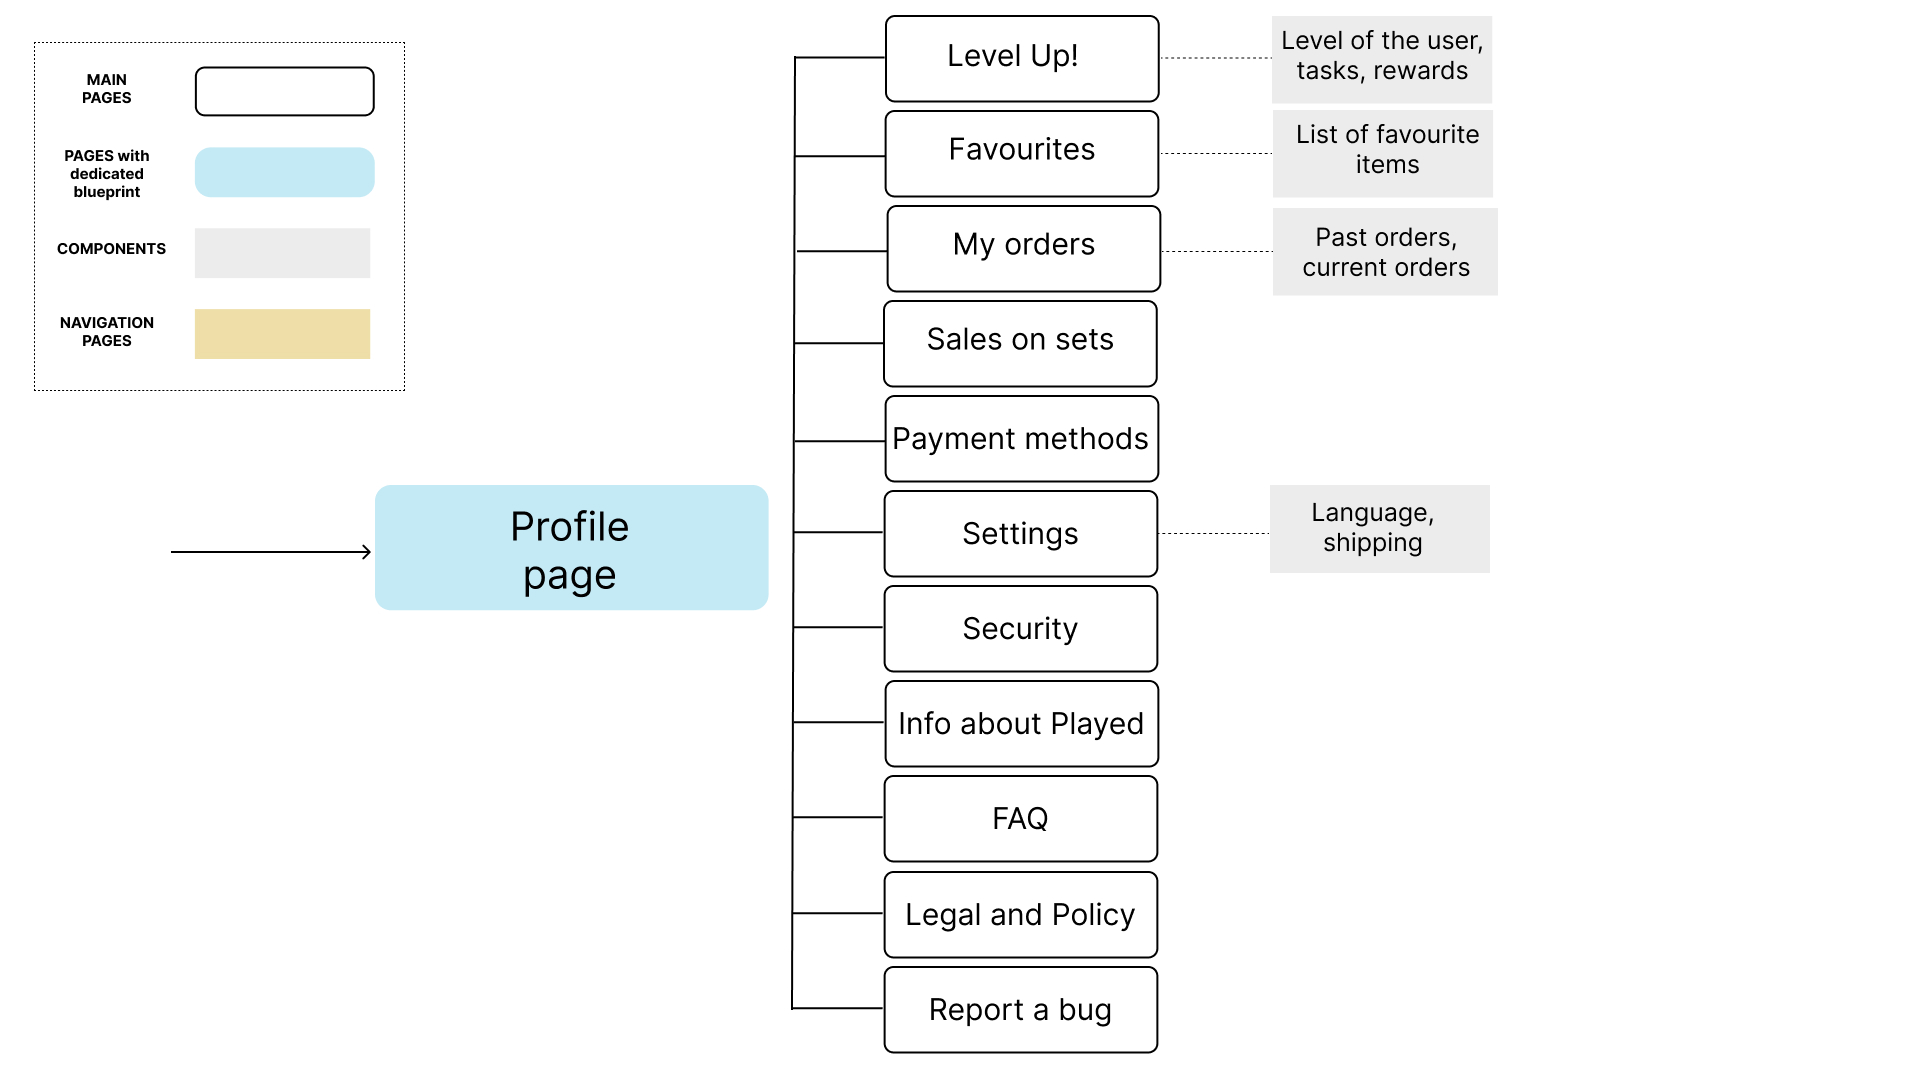 MAIN
PAGES
PAGES with
dedicated
blueprint
COMPONENTS
NAVIGATION
PAGES
Profile
page
Level Up!
Level of the user,
tasks, rewards
Favourites
List of favourite
items
My orders
Past orders,
current orders
Sales on sets
Payment methods
Settings
Language,
shipping
Security
Info about Played
FAQ
Legal and Policy
Report a bug